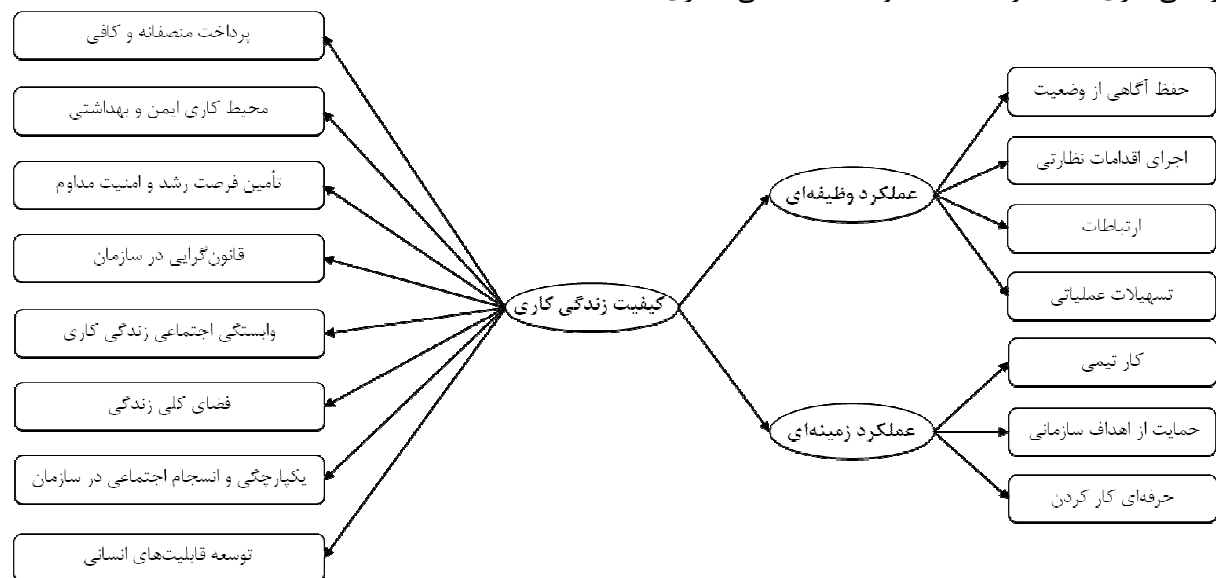 پرداخت منصفانه و کافی
محیط کاری ایمن و بهداشتی
تأمین فرصت رشد و امنیت مداوم
قانون‌گرایی در سازمان
وابستگی اجتماعی زندگی کاری
فضای کلی زندگی
یکپارچگی و انسجام اجتماعی در سازمان
توسعه قابلیت‌های انسانی
کیفیت زندگی کاری
عملکرد وظیفه‌ای
عملکرد زمینه‌ای
حفظ آگاهی از وضعیت
اجرای اقدامات نظارتی
ارتباطات
تسهیلات عملیاتی
کار تیمی
حمایت از اهداف سازمانی
حرفه‌ای کار کردن